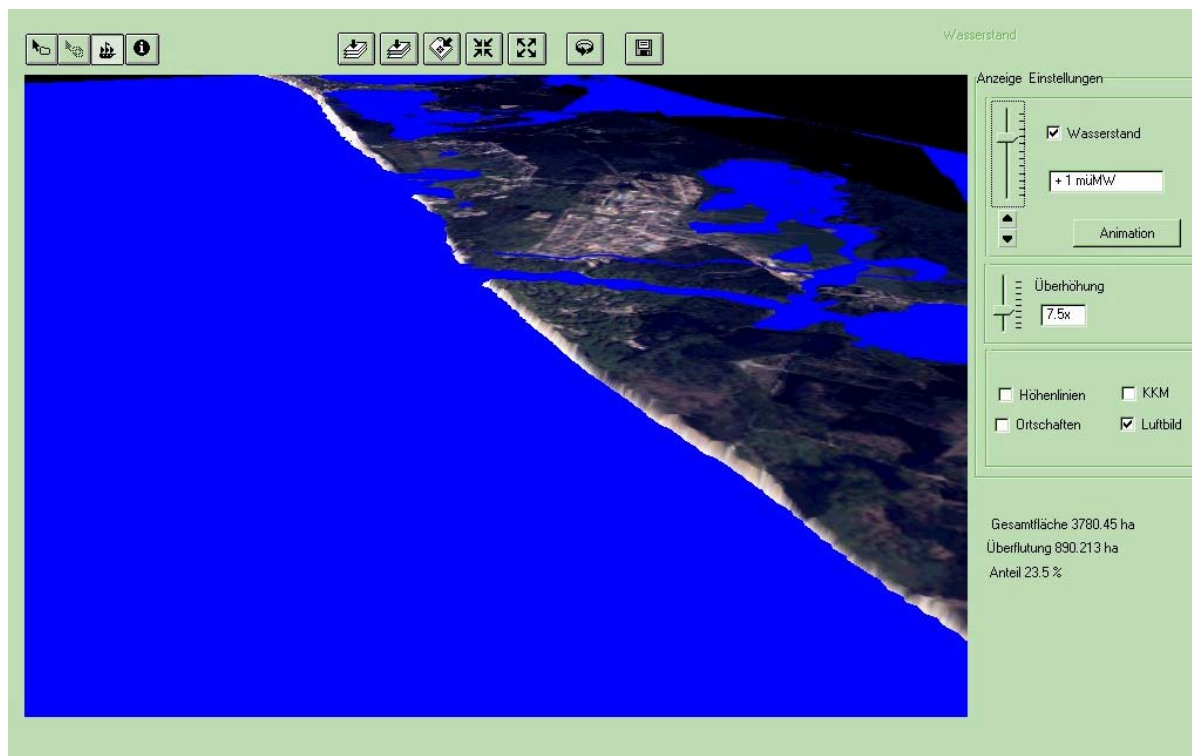 Wasserstand
Anzeige Einstellungen
Wasserstand
+ 1 müMW
Animation
Überhöhung
7.5x
Höhenlinien
KKM
Ortschaften
Luftbild
Gesamtfläche 3780.45 ha
Überflutung 890.213 ha
Anteil 23.5 %